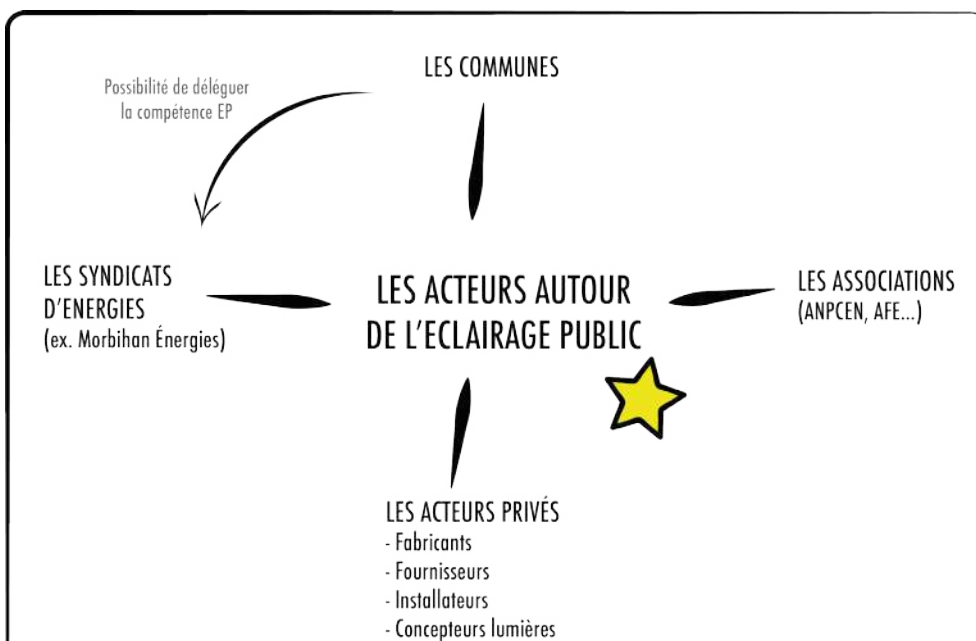 LES COMMUNES
Possibilité de déléguer
la compétence EP
LES SYNDICATS
D'ENERGIES
(ex. Morbihan Énergies)
LES ACTEURS AUTOUR
DE L'ECLAIRAGE PUBLIC
LES ASSOCIATIONS
(ANPCEN, AFE...)
LES ACTEURS PRIVÉS
- Fabricants
- Fournisseurs
- Installateurs
- Concepteurs lumières